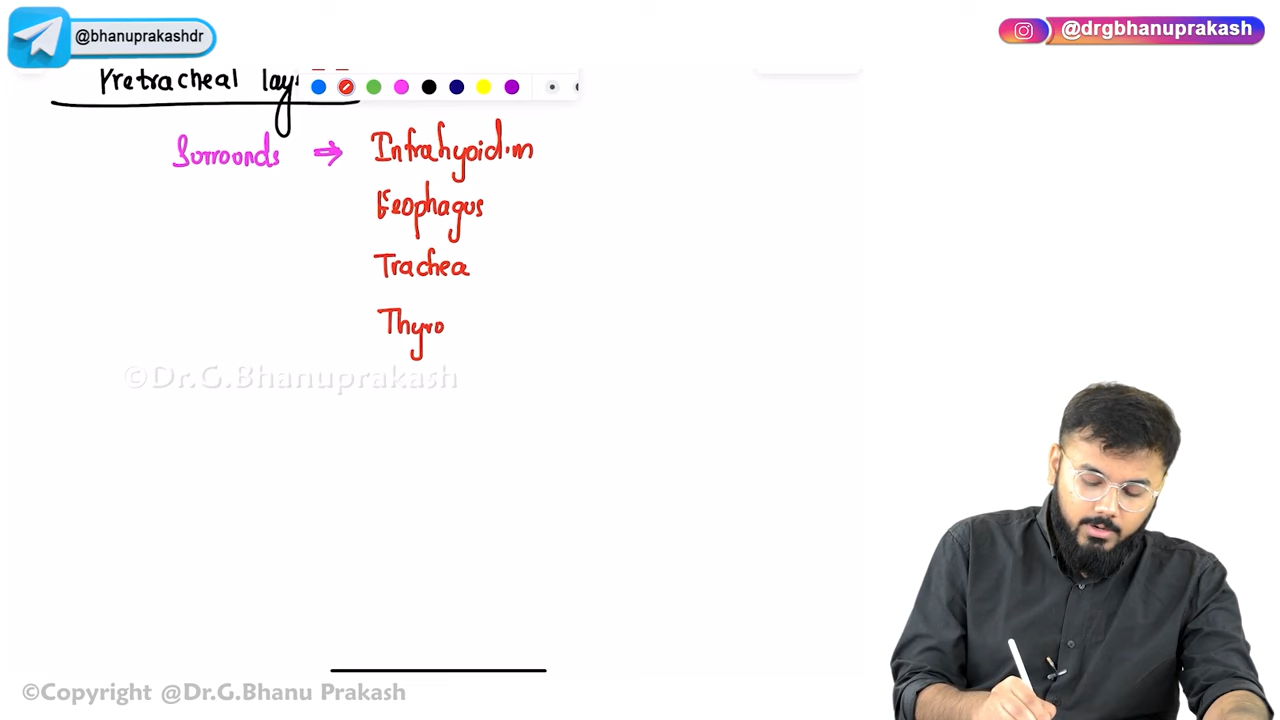 @bhanuprakashdr
@drgbhanuprakash
Pretracheal lay
Surrounds ⇒ Infrahyoid.m
Esophagus
Trachea
Thyro
©Dr.G.Bhanuprakash
©Copyright @Dr.G.Bhanu Prakash